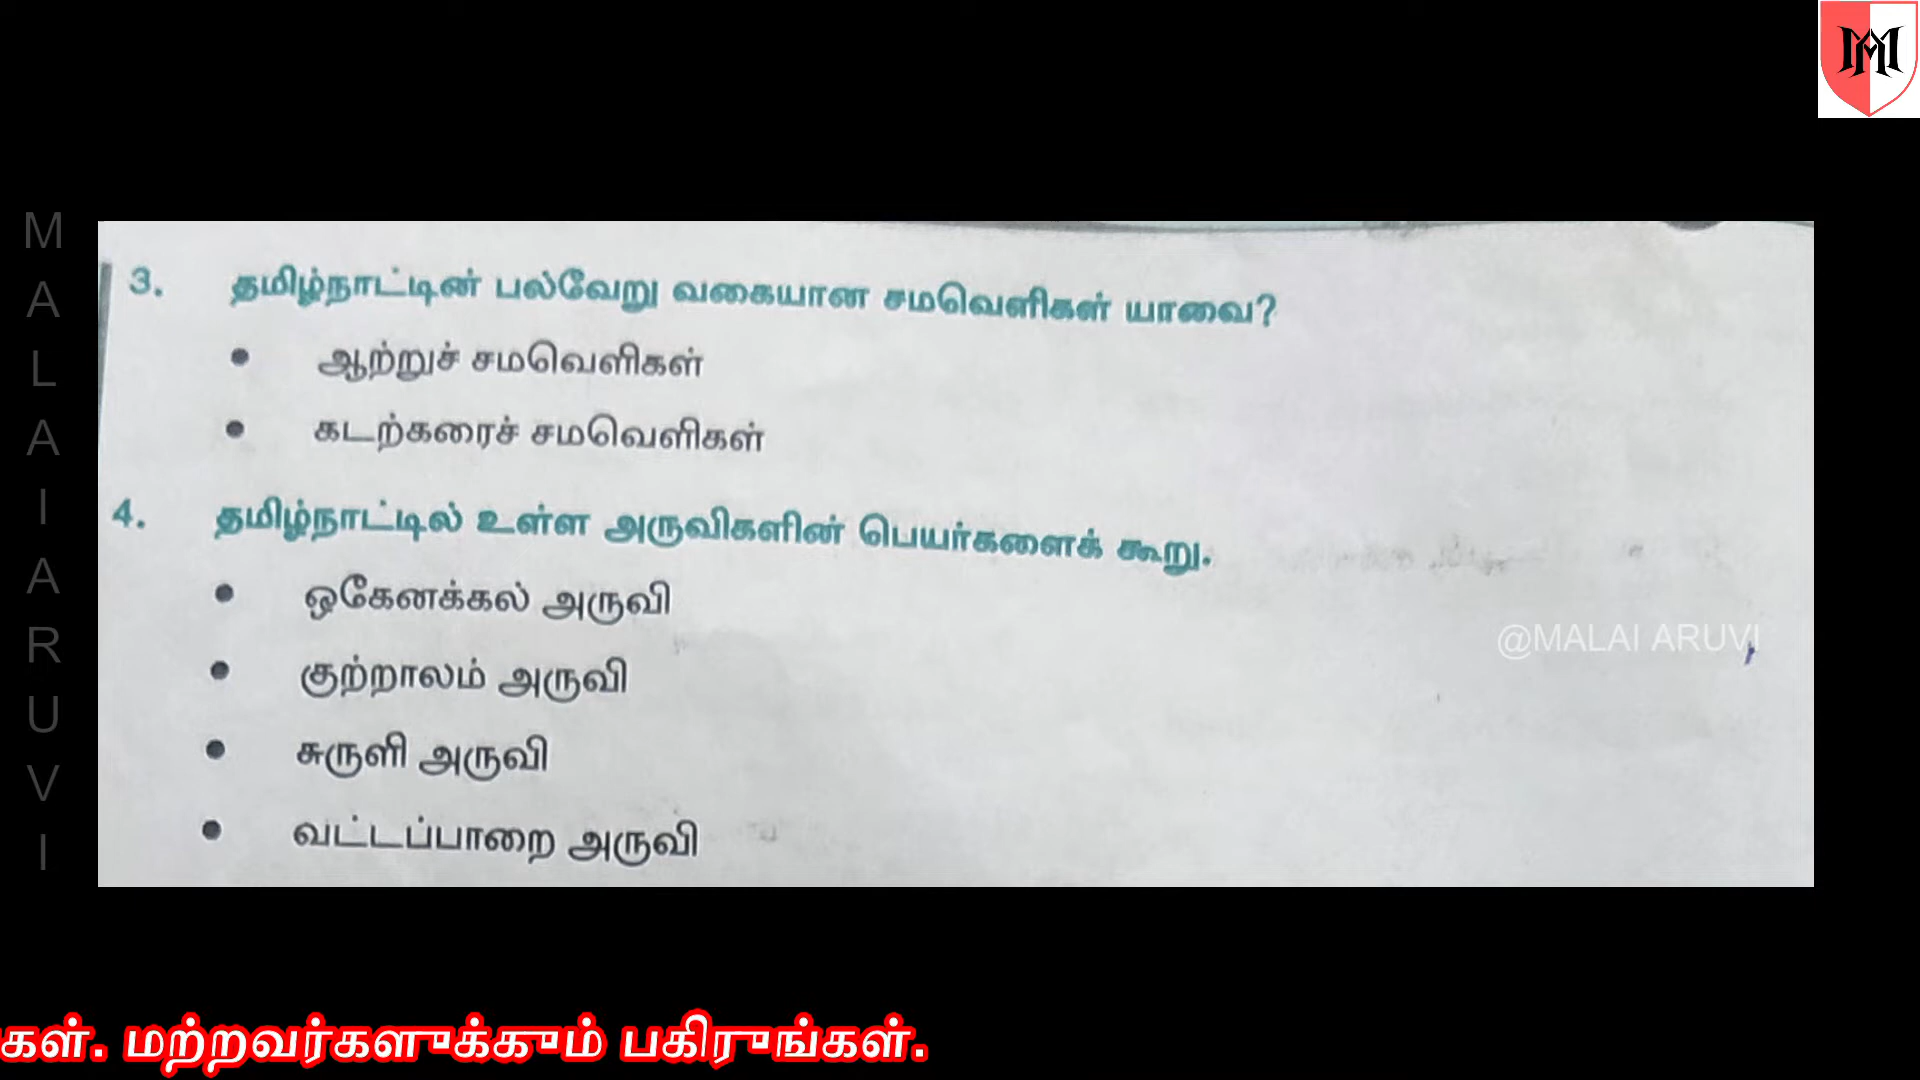 MALAI ARUVI
3. தமிழ்நாட்டின் பல்வேறு வகையான சமவெளிகள் யாவை?
• ஆற்றுச் சமவெளிகள்
• கடற்கரைச் சமவெளிகள்
4. தமிழ்நாட்டில் உள்ள அருவிகளின் பெயர்களைக் கூறு.
• ஒகேனக்கல் அருவி
• குற்றாலம் அருவி
@MALAI ARUVI
• சுருளி அருவி
• வட்டப்பாறை அருவி
கள். மற்றவர்களுக்கும் பகிருங்கள்.